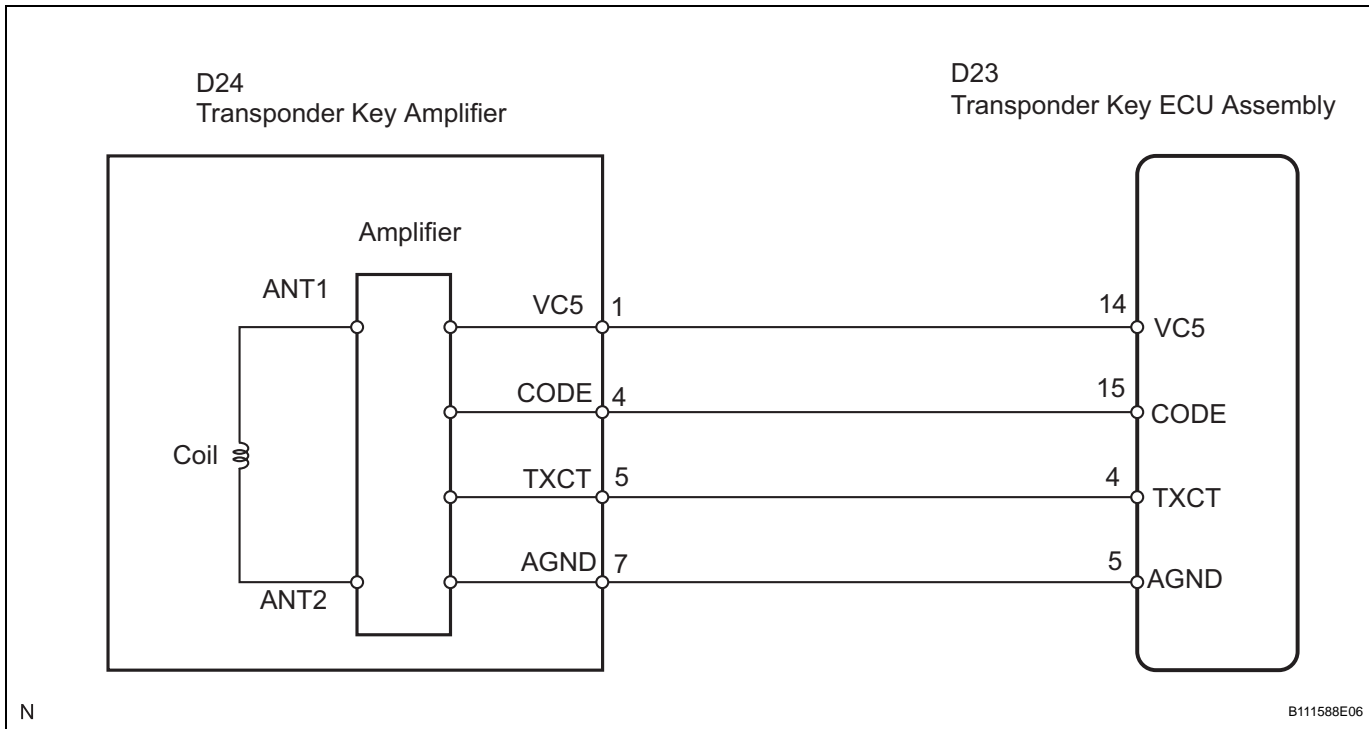 D24
Transponder Key Amplifier
D23
Transponder Key ECU Assembly
Amplifier
ANT1
VC5
1
14
VC5
CODE
4
15
CODE
Coil
TXCT
5
4
TXCT
AGND
7
5
AGND
ANT2
N
B111588E06